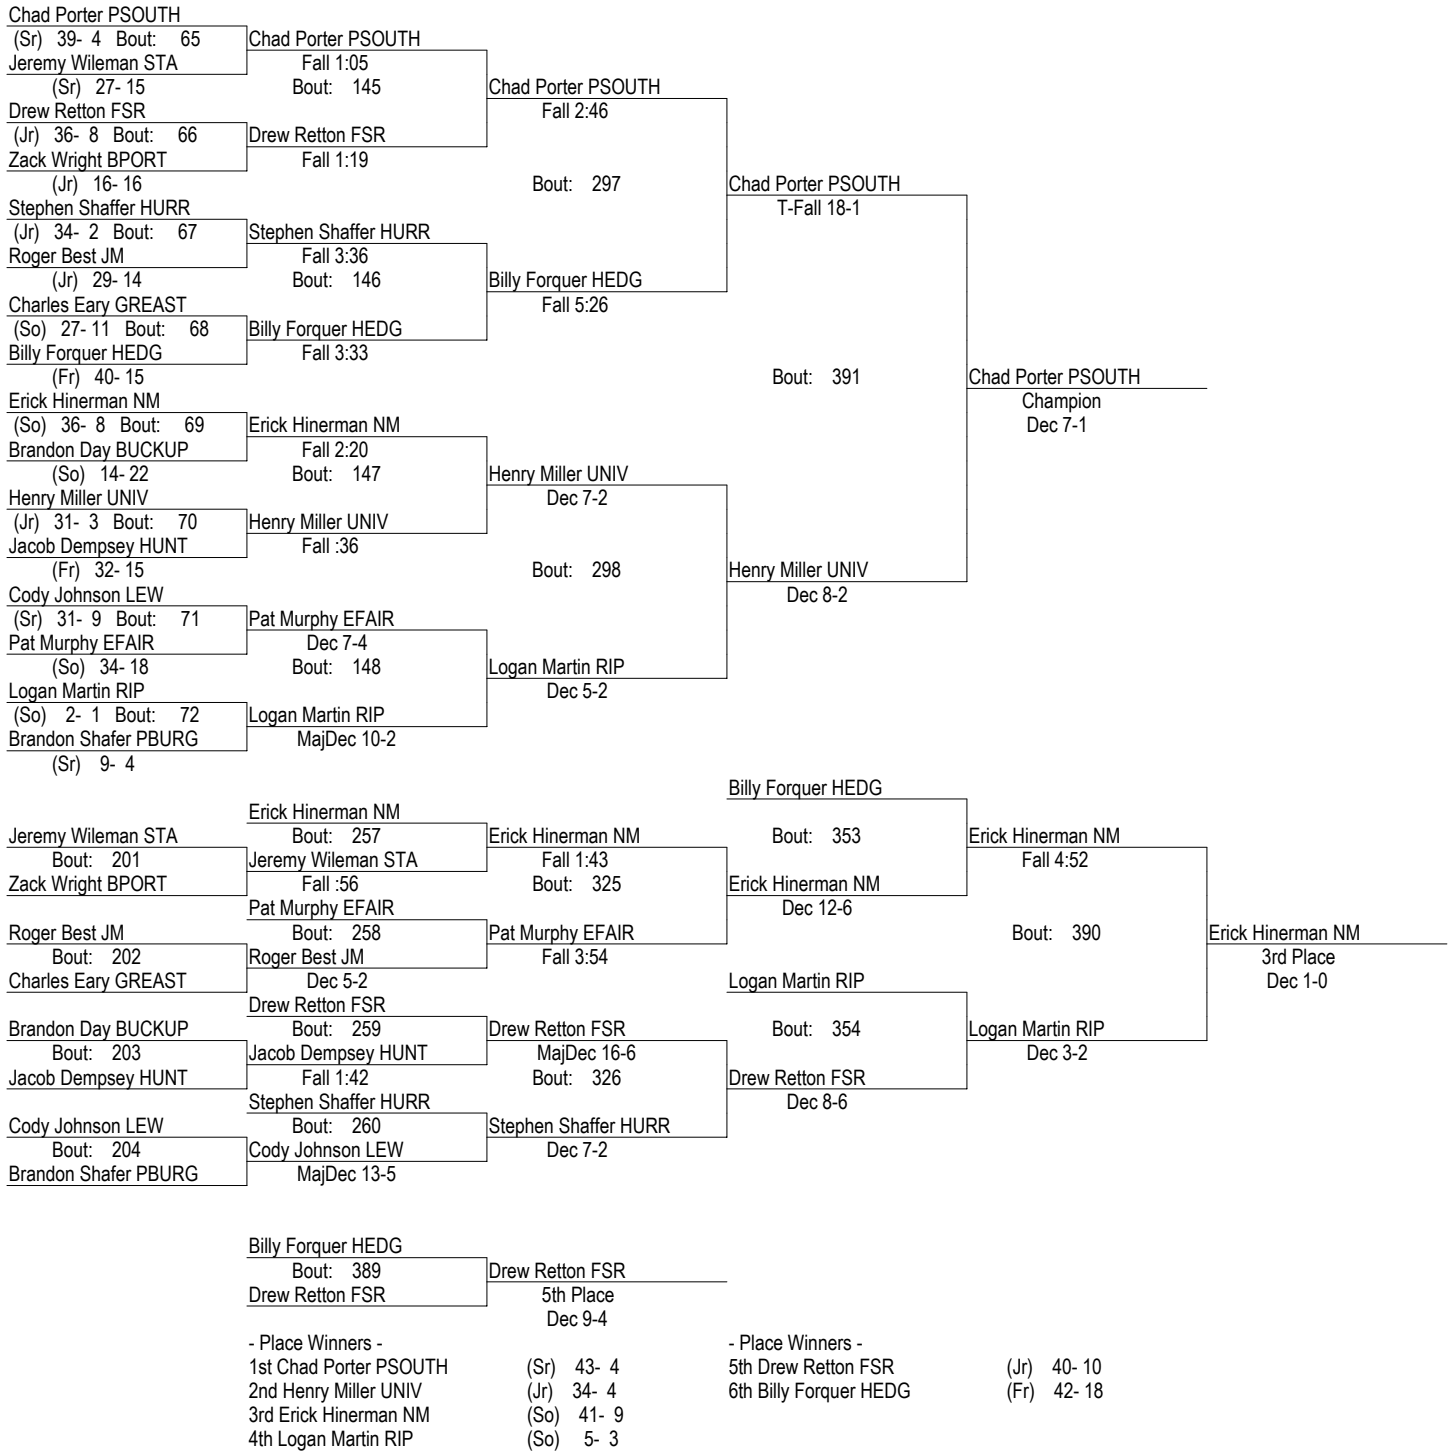 Chad Porter PSOUTH
(Sr) 39- 4 Bout: 65 Chad Porter PSOUTH
Jeremy Wileman STA Fall 1:05
(Sr) 27- 15 Bout: 145 Chad Porter PSOUTH
Drew Retton FSR Fall 2:46
(Jr) 36- 8 Bout: 66 Drew Retton FSR
Zack Wright BPORT Fall 1:19
(Jr) 16- 16 Bout: 297 Chad Porter PSOUTH
Stephen Shaffer HURR T-Fall 18-1
(Jr) 34- 2 Bout: 67 Stephen Shaffer HURR
Roger Best JM Fall 3:36
(Jr) 29- 14 Bout: 146 Billy Forquer HEDG
Charles Eary GREAST Fall 5:26
(So) 27- 11 Bout: 68 Billy Forquer HEDG
Billy Forquer HEDG Fall 3:33
(Fr) 40- 15 Bout: 391 Chad Porter PSOUTH
Erick Hinerman NM Champion
(So) 36- 8 Bout: 69 Erick Hinerman NM Dec 7-1
Brandon Day BUCKUP Fall 2:20
(So) 14- 22 Bout: 147 Henry Miller UNIV
Henry Miller UNIV Dec 7-2
(Jr) 31- 3 Bout: 70 Henry Miller UNIV
Jacob Dempsey HUNT Fall :36
(Fr) 32- 15 Bout: 298 Henry Miller UNIV
Cody Johnson LEW Dec 8-2
(Sr) 31- 9 Bout: 71 Pat Murphy EFAIR
Pat Murphy EFAIR Dec 7-4
(So) 34- 18 Bout: 148 Logan Martin RIP
Logan Martin RIP Dec 5-2
(So) 2- 1 Bout: 72 Logan Martin RIP
Brandon Shafer PBURG MajDec 10-2
(Sr) 9- 4
Billy Forquer HEDG
Erick Hinerman NM
Jeremy Wileman STA Bout: 257 Erick Hinerman NM Bout: 353 Erick Hinerman NM
Bout: 201 Jeremy Wileman STA Fall 1:43 Fall 4:52
Zack Wright BPORT Fall :56 Bout: 325 Erick Hinerman NM
Pat Murphy EFAIR Dec 12-6
Roger Best JM Bout: 258 Pat Murphy EFAIR Bout: 390 Erick Hinerman NM
Bout: 202 Roger Best JM Fall 3:54 3rd Place
Charles Eary GREAST Dec 5-2 Logan Martin RIP Dec 1-0
Drew Retton FSR
Brandon Day BUCKUP Bout: 259 Drew Retton FSR Bout: 354 Logan Martin RIP
Bout: 203 Jacob Dempsey HUNT MajDec 16-6 Dec 3-2
Jacob Dempsey HUNT Fall 1:42 Bout: 326 Drew Retton FSR
Stephen Shaffer HURR Dec 8-6
Cody Johnson LEW Bout: 260 Stephen Shaffer HURR
Bout: 204 Cody Johnson LEW Dec 7-2
Brandon Shafer PBURG MajDec 13-5
Billy Forquer HEDG
Bout: 389 Drew Retton FSR
Drew Retton FSR 5th Place
Dec 9-4
- Place Winners - - Place Winners -
1st Chad Porter PSOUTH (Sr) 43- 4 5th Drew Retton FSR (Jr) 40- 10
2nd Henry Miller UNIV (Jr) 34- 4 6th Billy Forquer HEDG (Fr) 42- 18
3rd Erick Hinerman NM (So) 41- 9
4th Logan Martin RIP (So) 5- 3